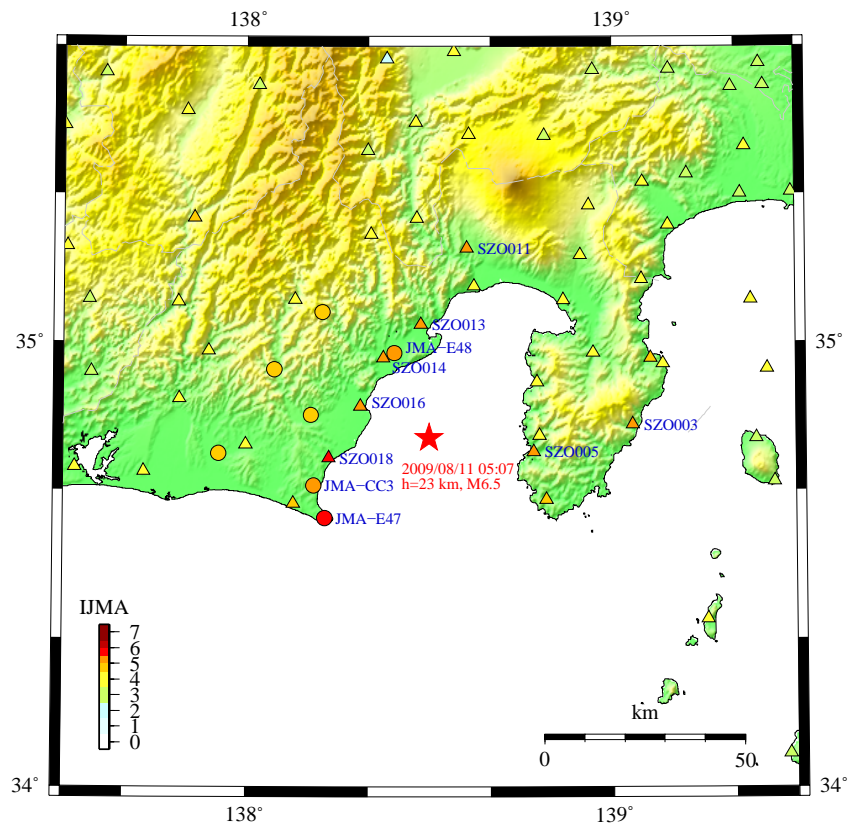 138° 139°
SZO011
SZO013
35° 35°
JMA−E48
SZO014
SZO016
SZO003
SZO005
SZO018
2009/08/11 05:07
h=23 km, M6.5
JMA−CC3
JMA−E47
IJMA
7
6
5
4
3
2
1
0
km
0 50
34° 34°
138° 139°